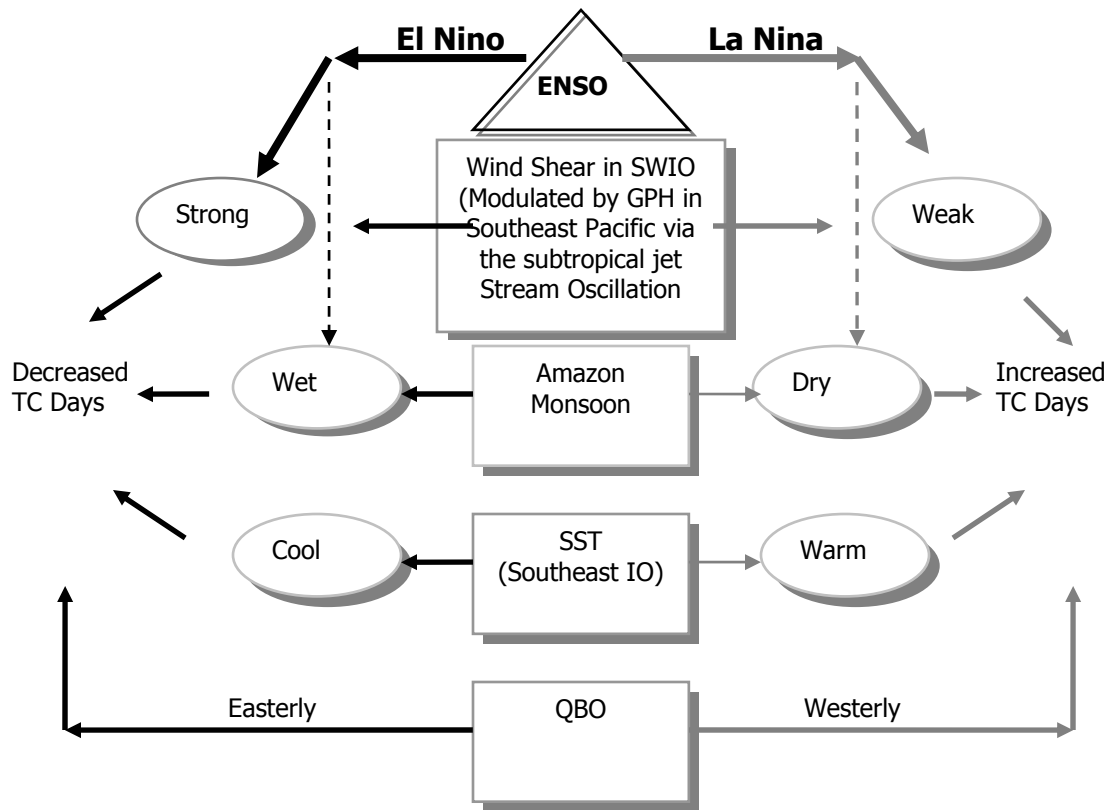 El Nino
La Nina
ENSO
Wind Shear in SWIO
(Modulated by GPH in
Southeast Pacific via
the subtropical jet
Stream Oscillation
Strong
Weak
Decreased
TC Days
Wet
Amazon
Monsoon
Dry
Increased
TC Days
Cool
SST
(Southeast IO)
Warm
Easterly
QBO
Westerly